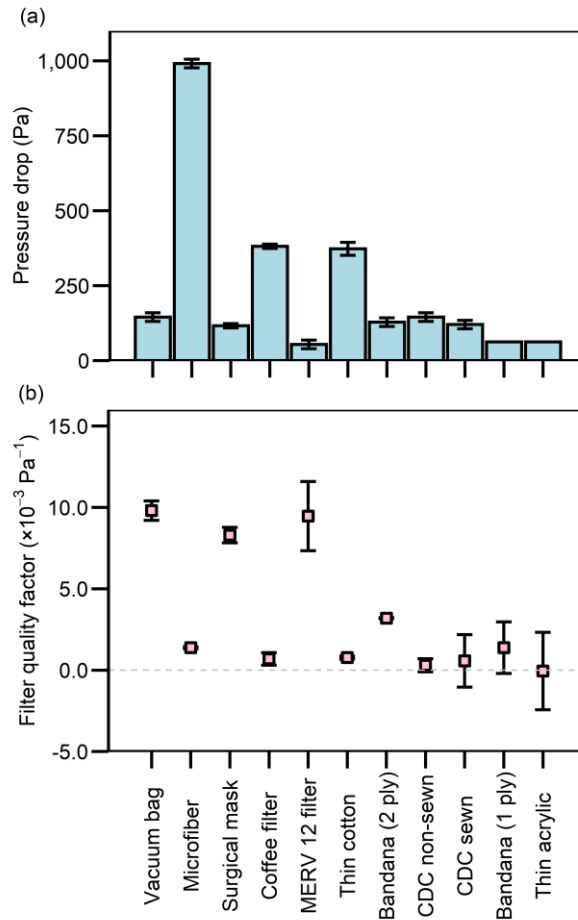 (a)
Pressure drop (Pa)
1,000
750
500
250
0
(b)
Filter quality factor (×10⁻³ Pa⁻¹)
15.0
10.0
5.0
0.0
-5.0
Vacuum bag
Microfiber
Surgical mask
Coffee filter
MERV 12 filter
Thin cotton
Bandana (2 ply)
CDC non-sewn
CDC sewn
Bandana (1 ply)
Thin acrylic